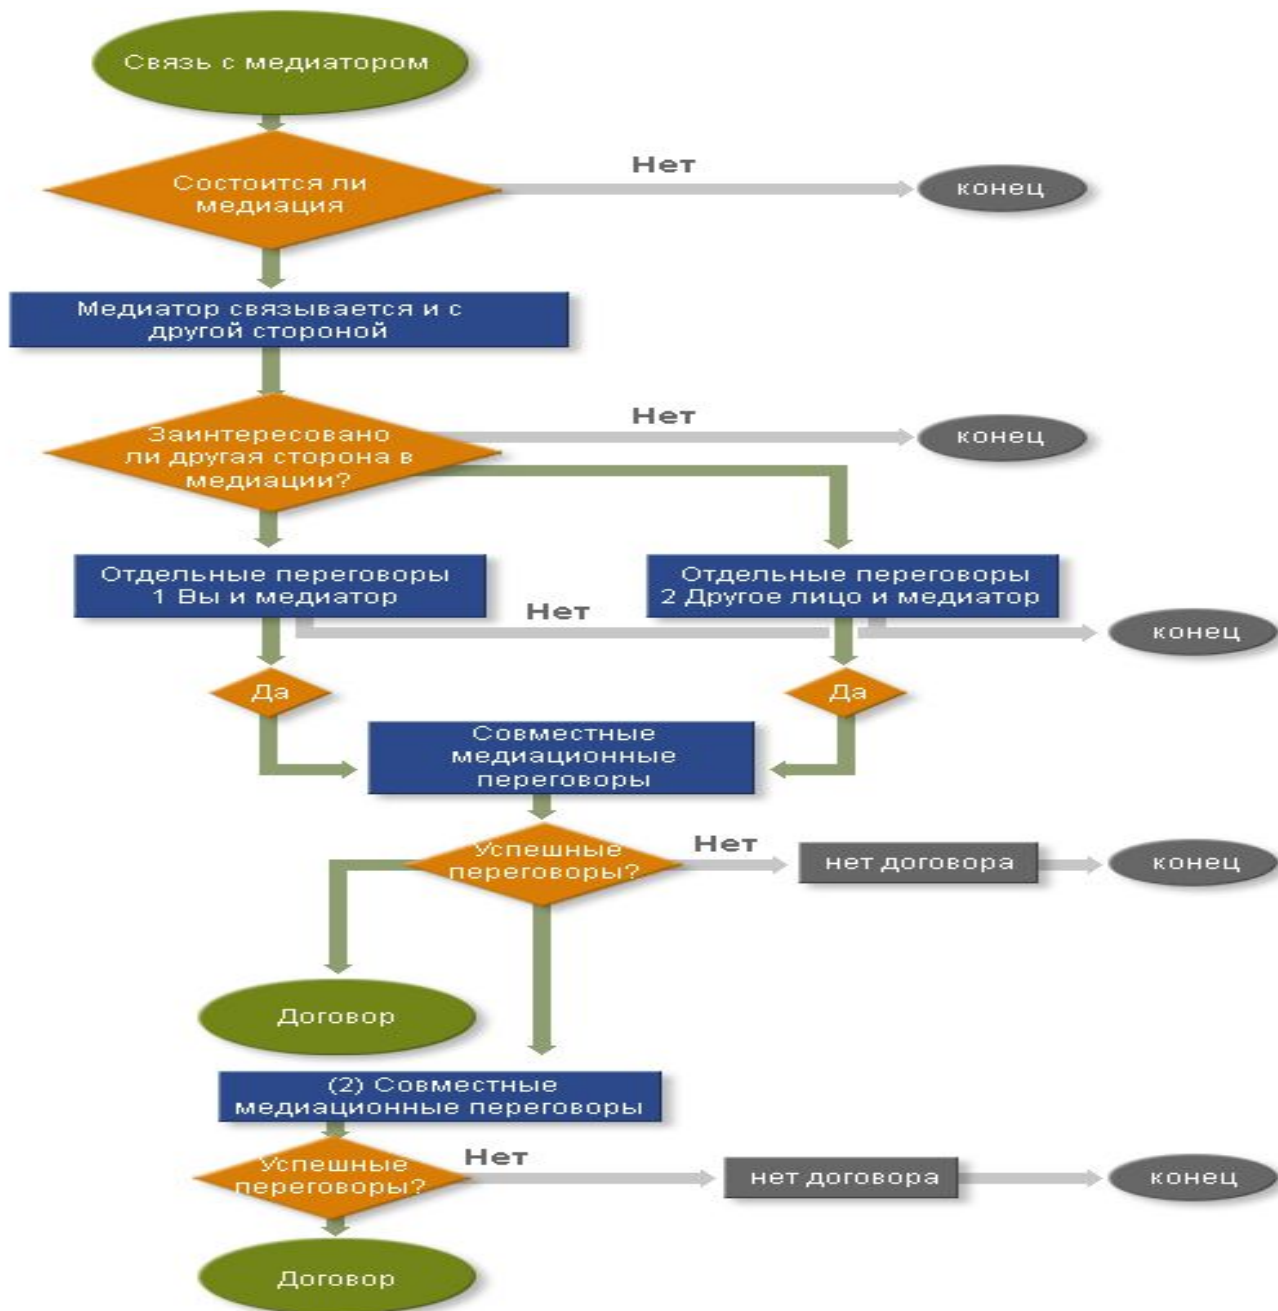 Связь с медиатором
Состоится ли
медиация
Нет
конец
Медиатор связывается и с
другой стороной
Заинтересовано
ли другая сторона в
медиации?
Нет
конец
Отдельные переговоры
1 Вы и медиатор
Отдельные переговоры
2 Другое лицо и медиатор
Нет
конец
Да
Да
Совместные
медиационные
переговоры
Успешные
переговоры?
Нет
нет договора
конец
Договор
(2) Совместные
медиационные переговоры
Успешные
переговоры?
Нет
нет договора
конец
Договор